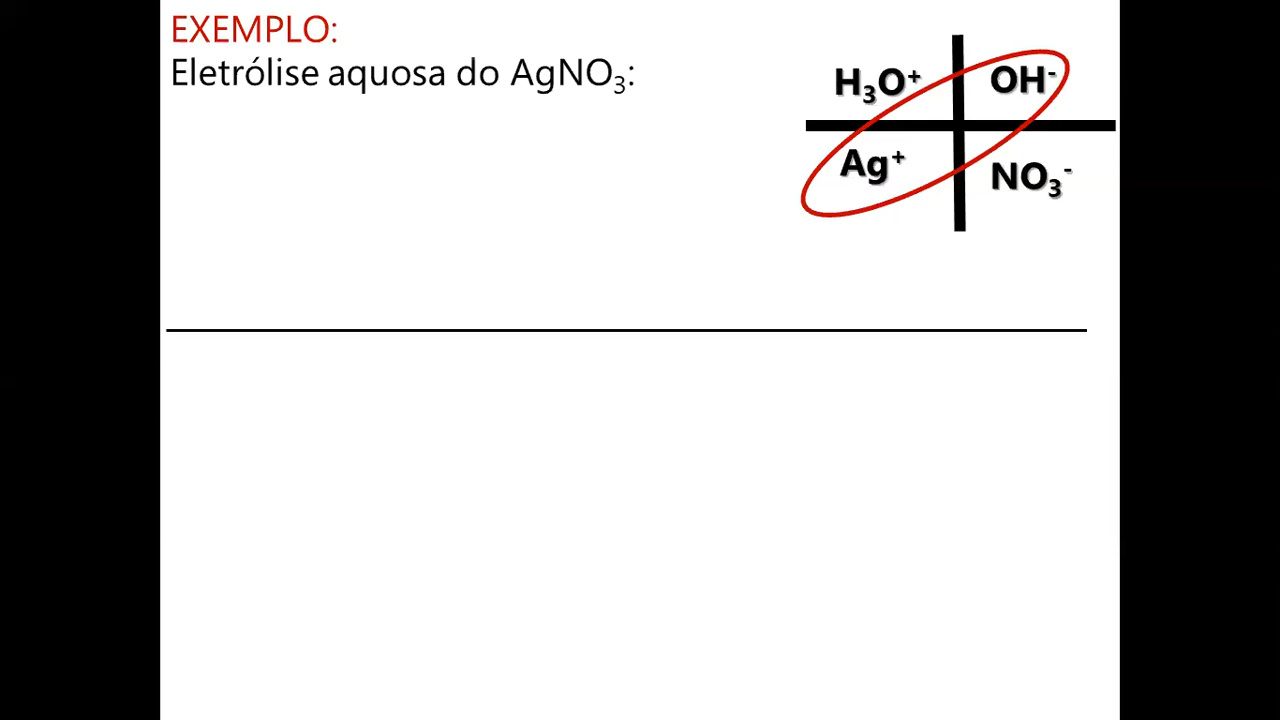 EXEMPLO:
Eletrólise aquosa do AgNO₃:
H₃O⁺ OH⁻
Ag⁺ NO₃⁻